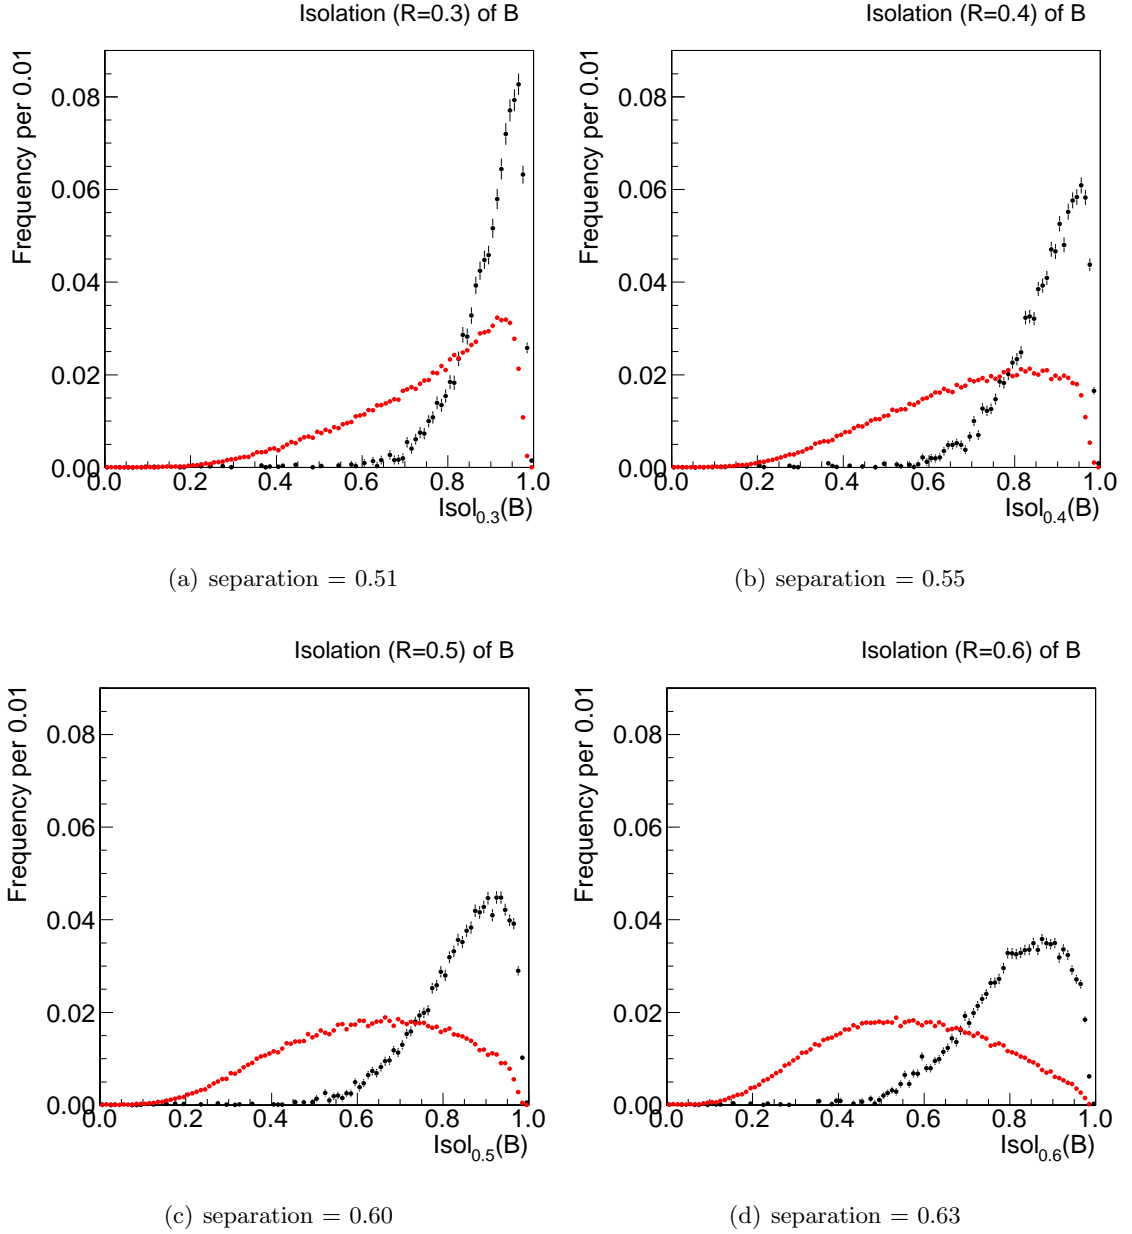 Isolation (R=0.3) of B
Frequency per 0.01
0.08
0.06
0.04
0.02
0.00
0.0 0.2 0.4 0.6 0.8 1.0
Isol0.3(B)
(a) separation = 0.51
Isolation (R=0.4) of B
Frequency per 0.01
0.08
0.06
0.04
0.02
0.00
0.0 0.2 0.4 0.6 0.8 1.0
Isol0.4(B)
(b) separation = 0.55
Isolation (R=0.5) of B
Frequency per 0.01
0.08
0.06
0.04
0.02
0.00
0.0 0.2 0.4 0.6 0.8 1.0
Isol0.5(B)
(c) separation = 0.60
Isolation (R=0.6) of B
Frequency per 0.01
0.08
0.06
0.04
0.02
0.00
0.0 0.2 0.4 0.6 0.8 1.0
Isol0.6(B)
(d) separation = 0.63